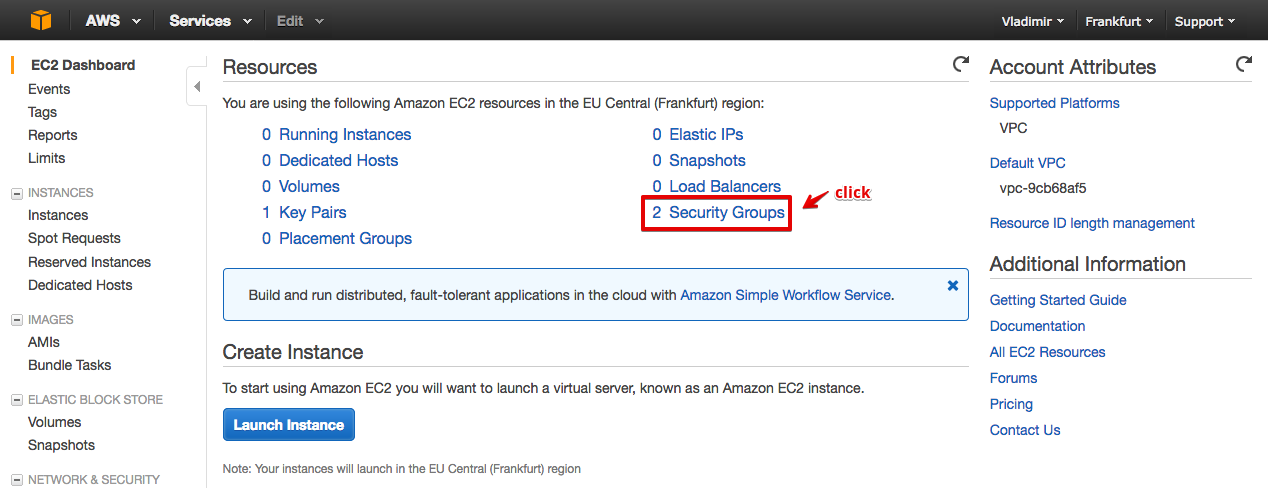 AWS Services Edit Vladimir Frankfurt Support
EC2 Dashboard
Events
Tags
Reports
Limits
INSTANCES
Instances
Spot Requests
Reserved Instances
Dedicated Hosts
IMAGES
AMIs
Bundle Tasks
ELASTIC BLOCK STORE
Volumes
Snapshots
NETWORK & SECURITY
Resources
You are using the following Amazon EC2 resources in the EU Central (Frankfurt) region:
0 Running Instances
0 Dedicated Hosts
0 Volumes
1 Key Pairs
0 Placement Groups
0 Elastic IPs
0 Snapshots
0 Load Balancers
2 Security Groups
click
Build and run distributed, fault-tolerant applications in the cloud with Amazon Simple Workflow Service.
Create Instance
To start using Amazon EC2 you will want to launch a virtual server, known as an Amazon EC2 instance.
Launch Instance
Note: Your instances will launch in the EU Central (Frankfurt) region
Account Attributes
Supported Platforms
VPC
Default VPC
vpc-9cb68af5
Resource ID length management
Additional Information
Getting Started Guide
Documentation
All EC2 Resources
Forums
Pricing
Contact Us